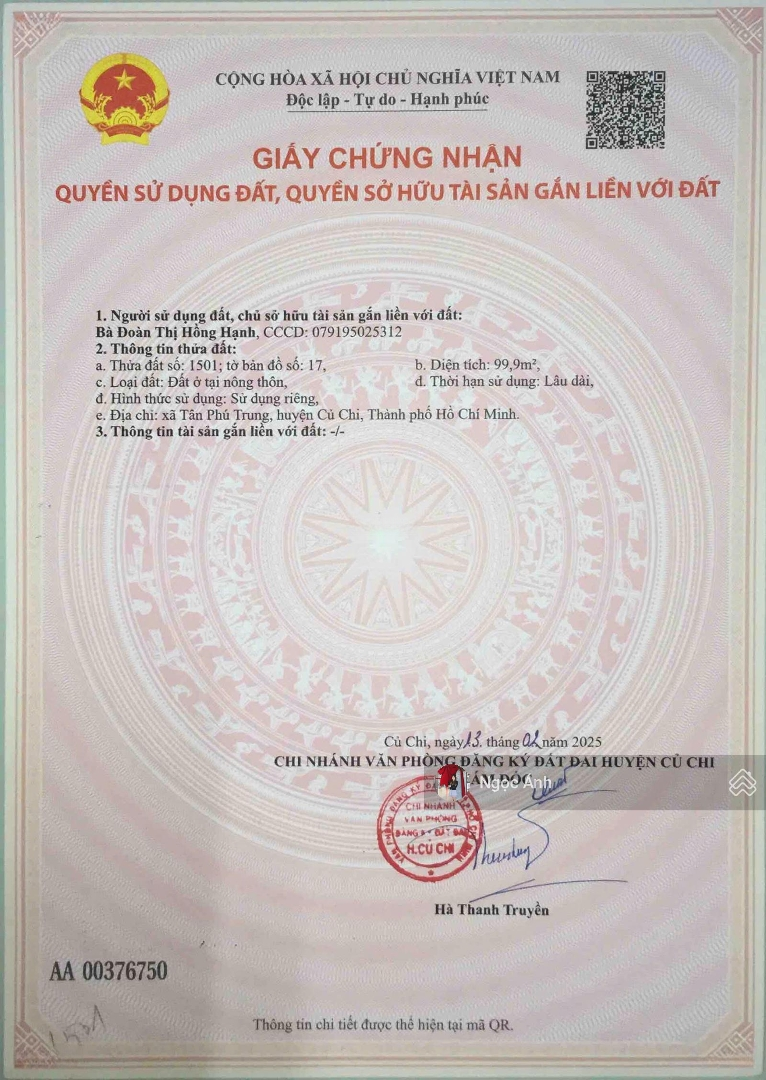 CỘNG HÒA XÃ HỘI CHỦ NGHĨA VIỆT NAM
Độc lập - Tự do - Hạnh phúc
GIẤY CHỨNG NHẬN
QUYỀN SỬ DỤNG ĐẤT, QUYỀN SỞ HỮU TÀI SẢN GẮN LIỀN VỚI ĐẤT
1. Người sử dụng đất, chủ sở hữu tài sản gắn liền với đất:
Bà Đoàn Thị Hồng Hạnh, CCCD: 079195025312
2. Thông tin thửa đất:
a. Thửa đất số: 1501; tờ bản đồ số: 17, b. Diện tích: 99,9m²,
c. Loại đất: Đất ở tại nông thôn, d. Thời hạn sử dụng: Lâu dài,
đ. Hình thức sử dụng: Sử dụng riêng,
e. Địa chỉ: xã Tân Phú Trung, huyện Củ Chi, Thành phố Hồ Chí Minh.
3. Thông tin tài sản gắn liền với đất: -/-
Củ Chi, ngày 13 tháng 02 năm 2025
CHI NHÁNH VĂN PHÒNG ĐĂNG KÝ ĐẤT ĐAI HUYỆN CỦ CHI
ĐỐC
Ngọc Anh
CHI NHÁNH
VĂN PHÒNG
H.CỦ CHI
Hà Thanh Truyền
AA 00376750
Thông tin chi tiết được thể hiện tại mã QR.